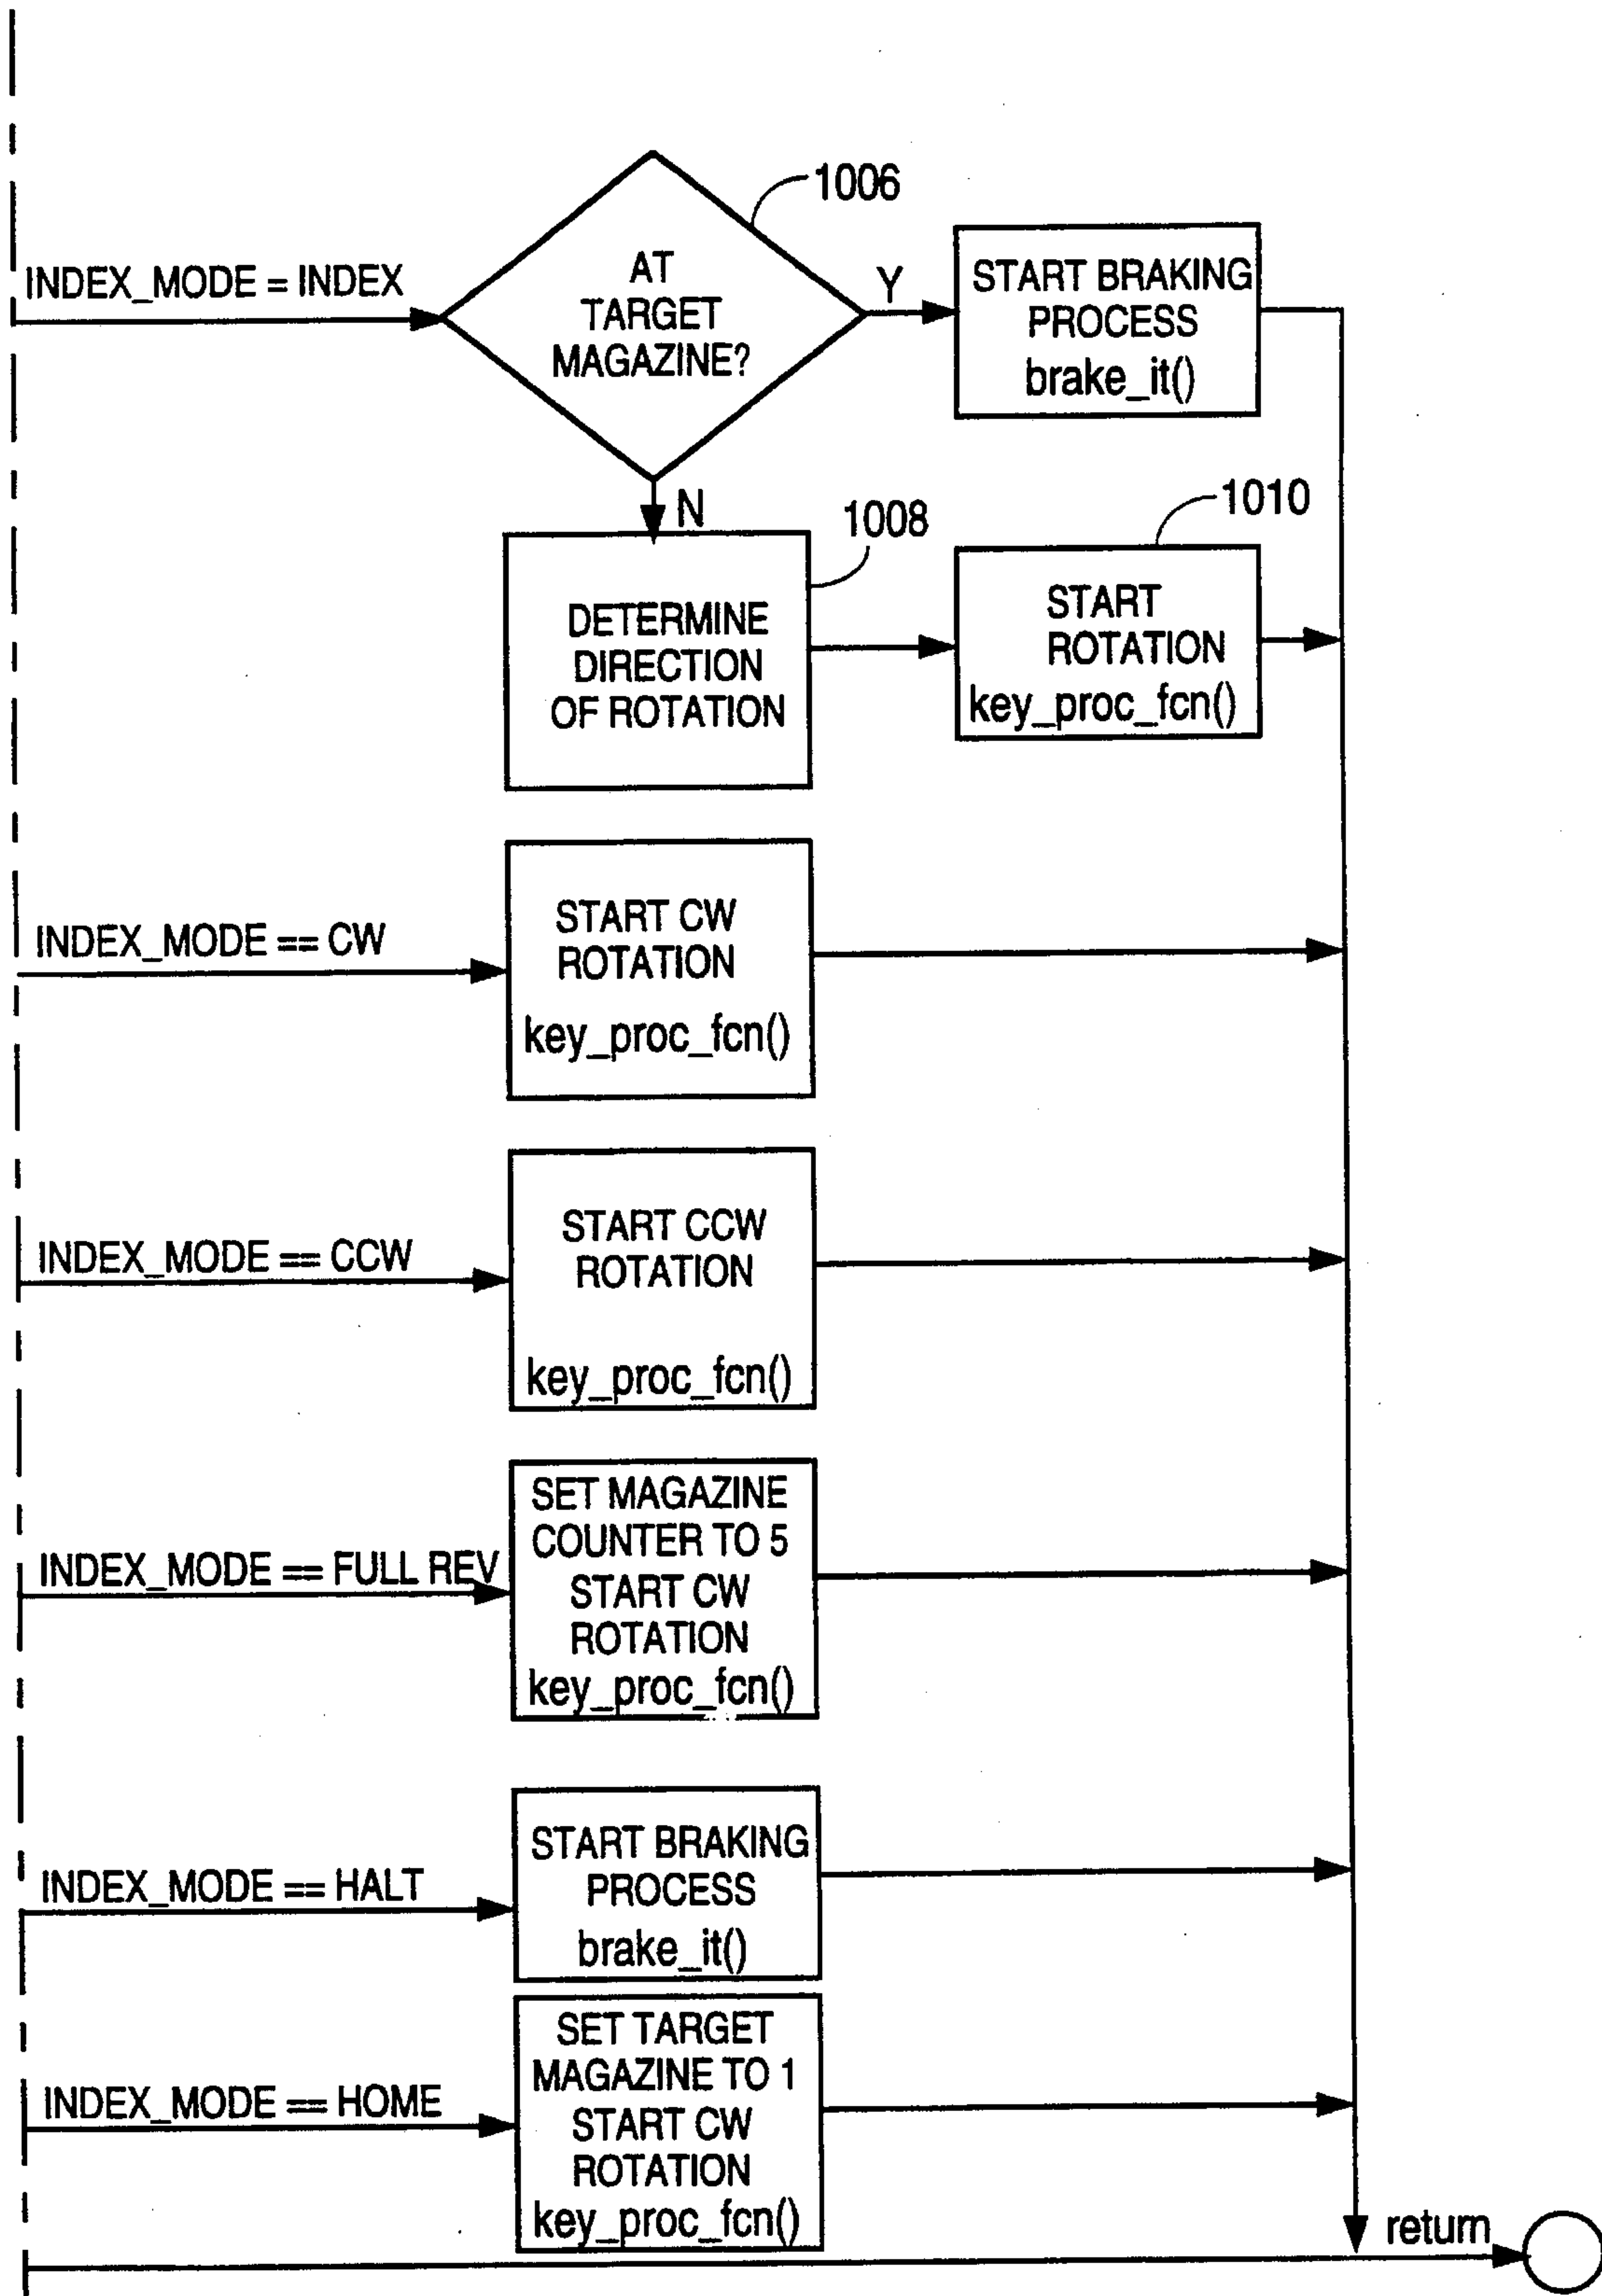 1006
INDEX_MODE = INDEX
AT
TARGET
MAGAZINE?
Y
START BRAKING
PROCESS
brake_it()
N
1008
DETERMINE
DIRECTION
OF ROTATION
1010
START
ROTATION
key_proc_fcn()
INDEX_MODE == CW
START CW
ROTATION
key_proc_fcn()
INDEX_MODE == CCW
START CCW
ROTATION
key_proc_fcn()
INDEX_MODE == FULL REV
SET MAGAZINE
COUNTER TO 5
START CW
ROTATION
key_proc_fcn()
INDEX_MODE == HALT
START BRAKING
PROCESS
brake_it()
INDEX_MODE == HOME
SET TARGET
MAGAZINE TO 1
START CW
ROTATION
key_proc_fcn()
return